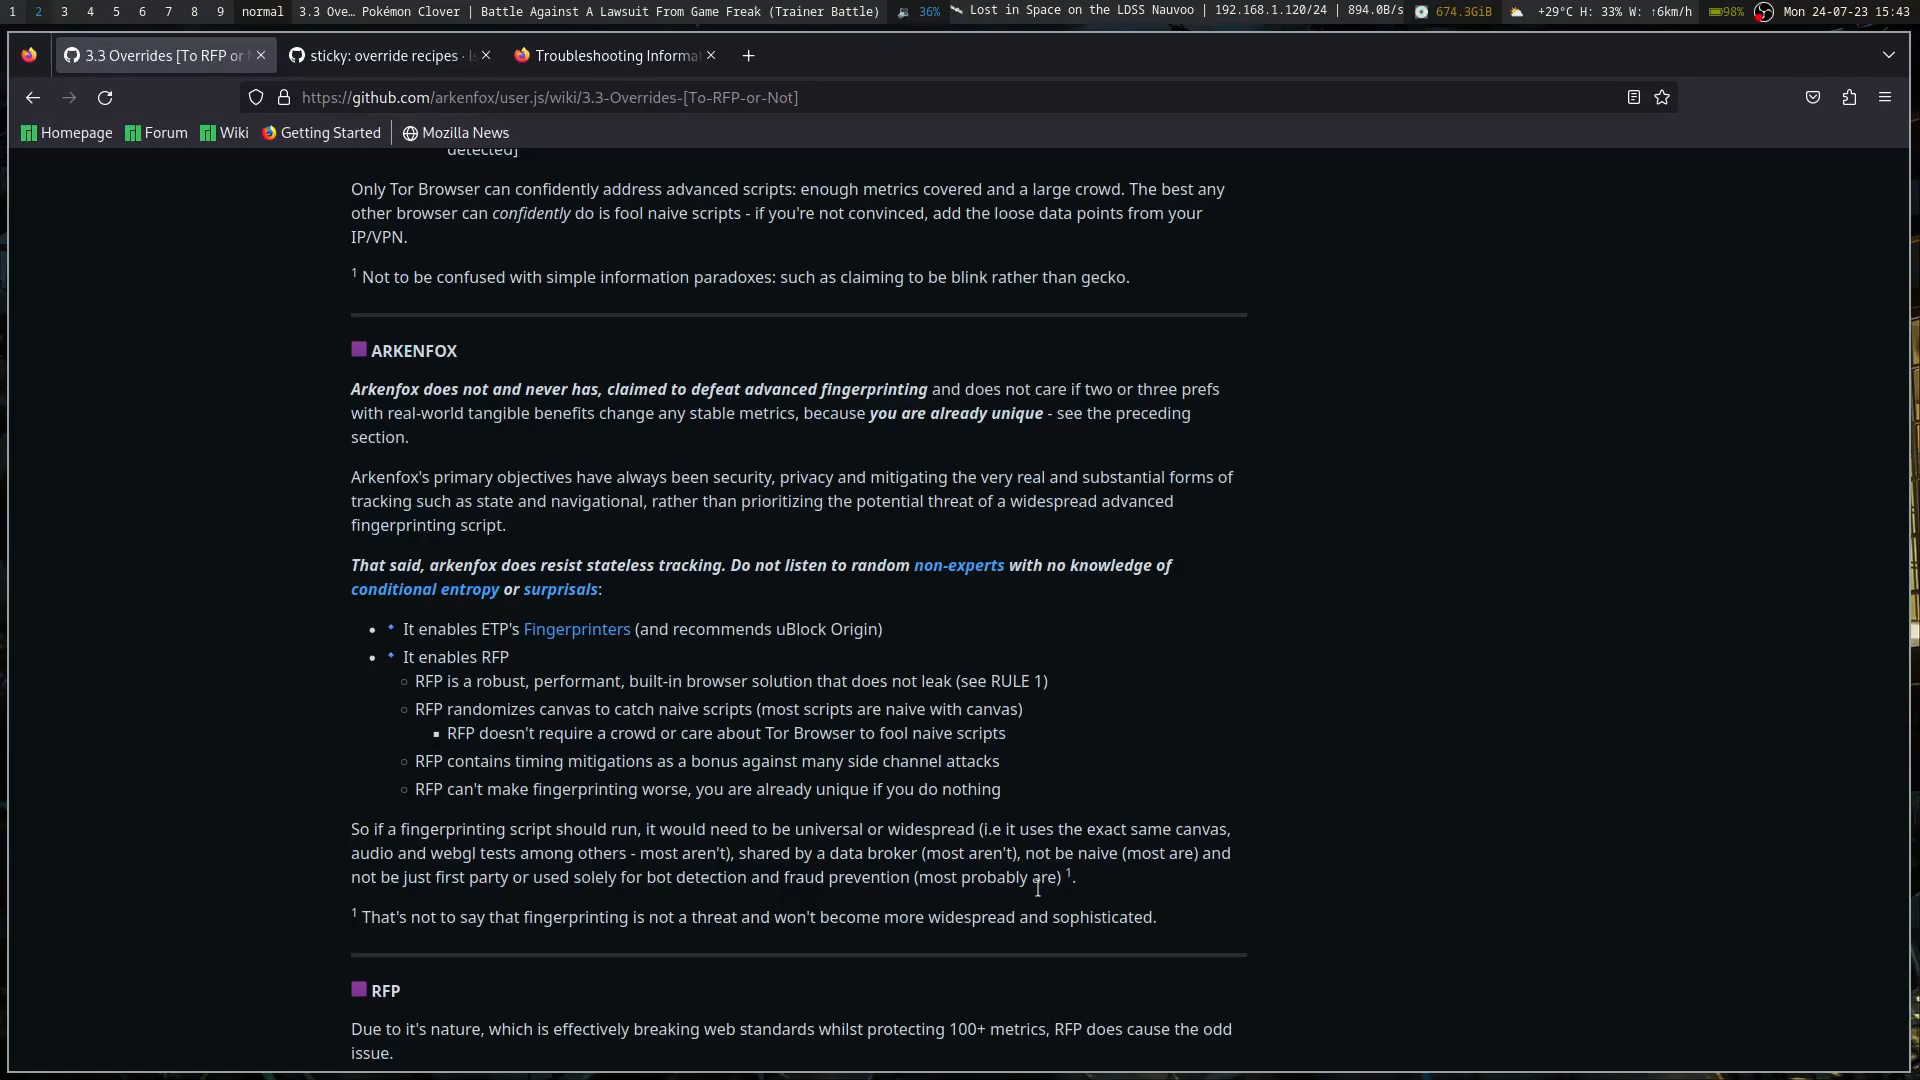 1 2 3 4 5 6 7 8 9 normal 3.3 Ove… Pokémon Clover | Battle Against A Lawsuit From Game Freak (Trainer Battle) 36% Lost in Space on the LDSS Nauvoo | 192.168.1.120/24 | 894.0B/s 674.3GiB +29°C H: 33% W: ↑6km/h 98% Mon 24-07-23 15:43
3.3 Overrides [To RFP or sticky: override recipes · Troubleshooting Informa
https://github.com/arkenfox/user.js/wiki/3.3-Overrides-[To-RFP-or-Not]
Homepage Forum Wiki Getting Started Mozilla News
detected]
Only Tor Browser can confidently address advanced scripts: enough metrics covered and a large crowd. The best any
other browser can confidently do is fool naive scripts - if you're not convinced, add the loose data points from your
IP/VPN.
1 Not to be confused with simple information paradoxes: such as claiming to be blink rather than gecko.
ARKENFOX
Arkenfox does not and never has, claimed to defeat advanced fingerprinting and does not care if two or three prefs
with real-world tangible benefits change any stable metrics, because you are already unique - see the preceding
section.
Arkenfox's primary objectives have always been security, privacy and mitigating the very real and substantial forms of
tracking such as state and navigational, rather than prioritizing the potential threat of a widespread advanced
fingerprinting script.
That said, arkenfox does resist stateless tracking. Do not listen to random non-experts with no knowledge of
conditional entropy or surprisals:
It enables ETP's Fingerprinters (and recommends uBlock Origin)
It enables RFP
RFP is a robust, performant, built-in browser solution that does not leak (see RULE 1)
RFP randomizes canvas to catch naive scripts (most scripts are naive with canvas)
RFP doesn't require a crowd or care about Tor Browser to fool naive scripts
RFP contains timing mitigations as a bonus against many side channel attacks
RFP can't make fingerprinting worse, you are already unique if you do nothing
So if a fingerprinting script should run, it would need to be universal or widespread (i.e it uses the exact same canvas,
audio and webgl tests among others - most aren't), shared by a data broker (most aren't), not be naive (most are) and
not be just first party or used solely for bot detection and fraud prevention (most probably are) 1.
1 That's not to say that fingerprinting is not a threat and won't become more widespread and sophisticated.
RFP
Due to it's nature, which is effectively breaking web standards whilst protecting 100+ metrics, RFP does cause the odd
issue.